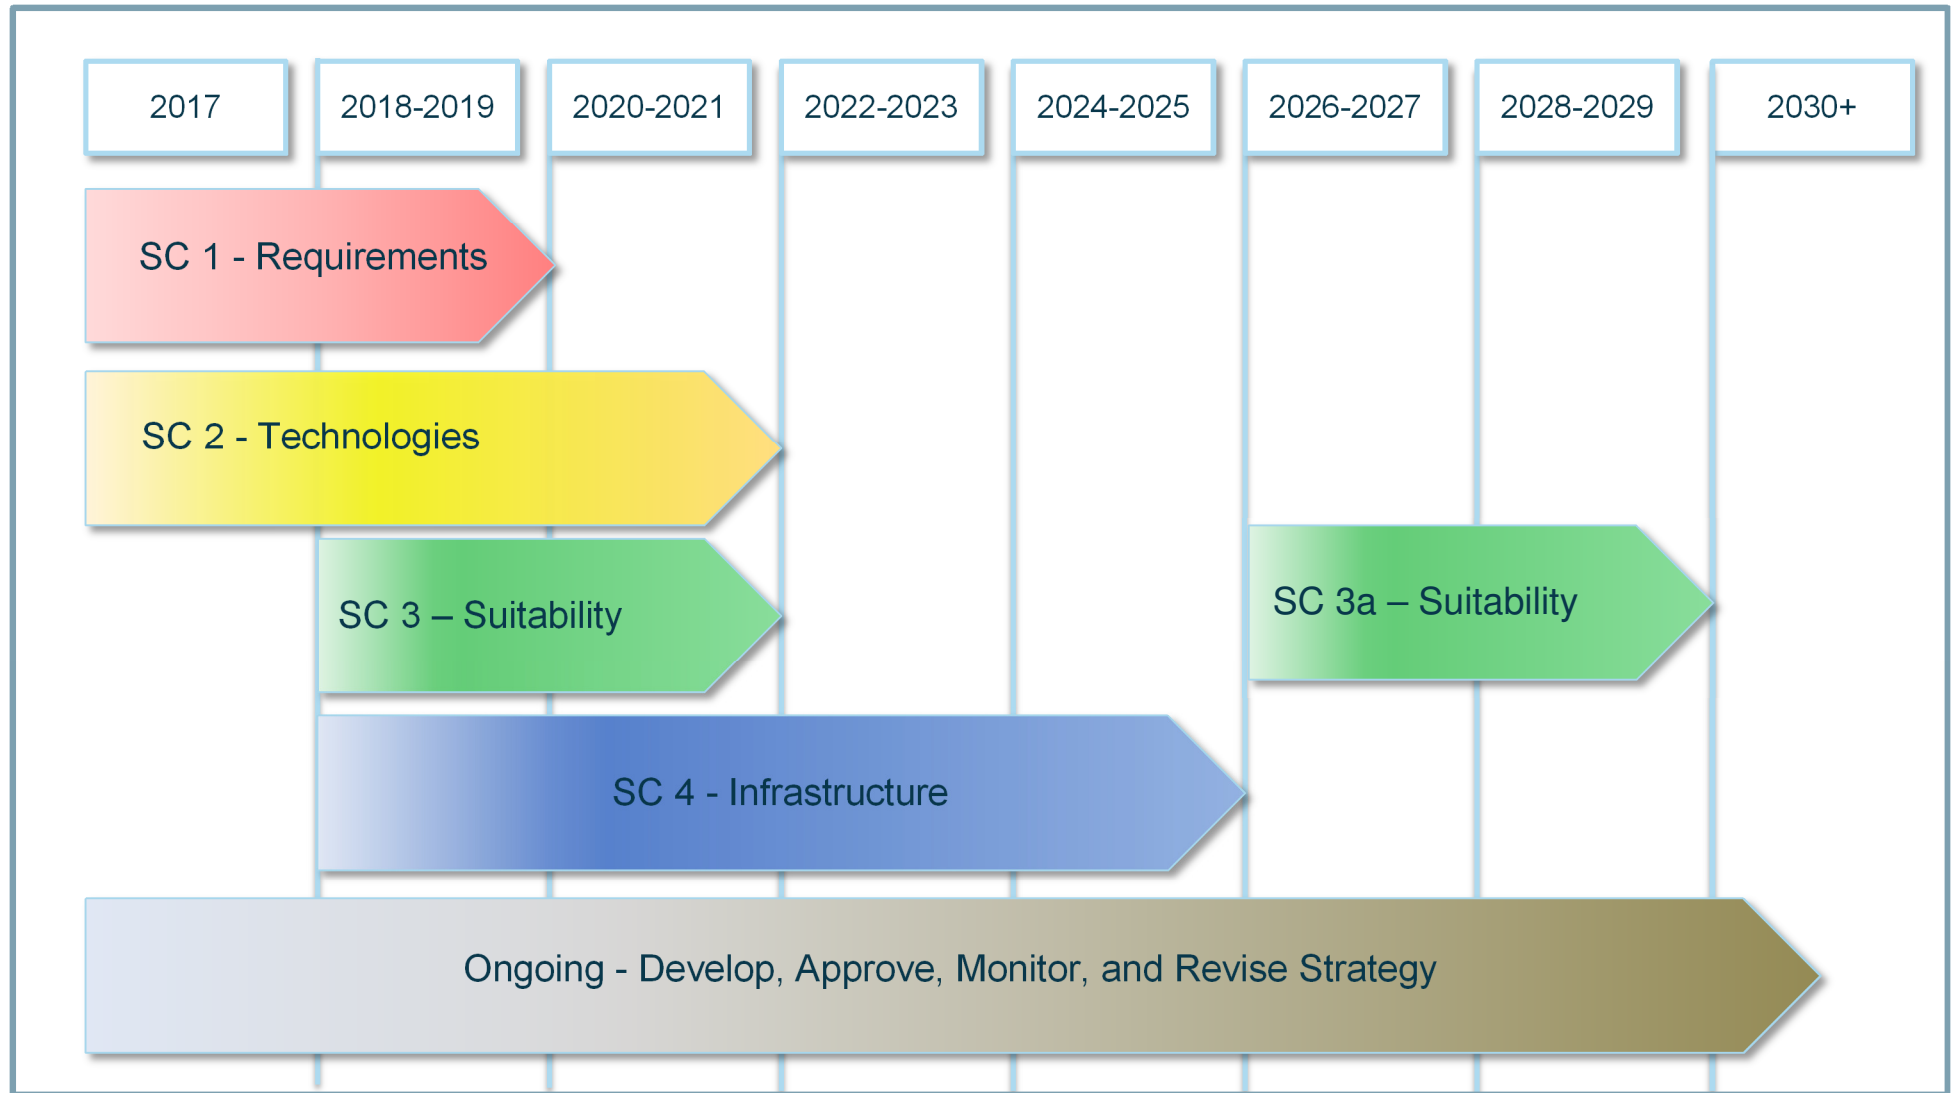 2017
2018-2019
2020-2021
2022-2023
2024-2025
2026-2027
2028-2029
2030+
SC 1 - Requirements
SC 2 - Technologies
SC 3 – Suitability
SC 3a – Suitability
SC 4 - Infrastructure
Ongoing - Develop, Approve, Monitor, and Revise Strategy